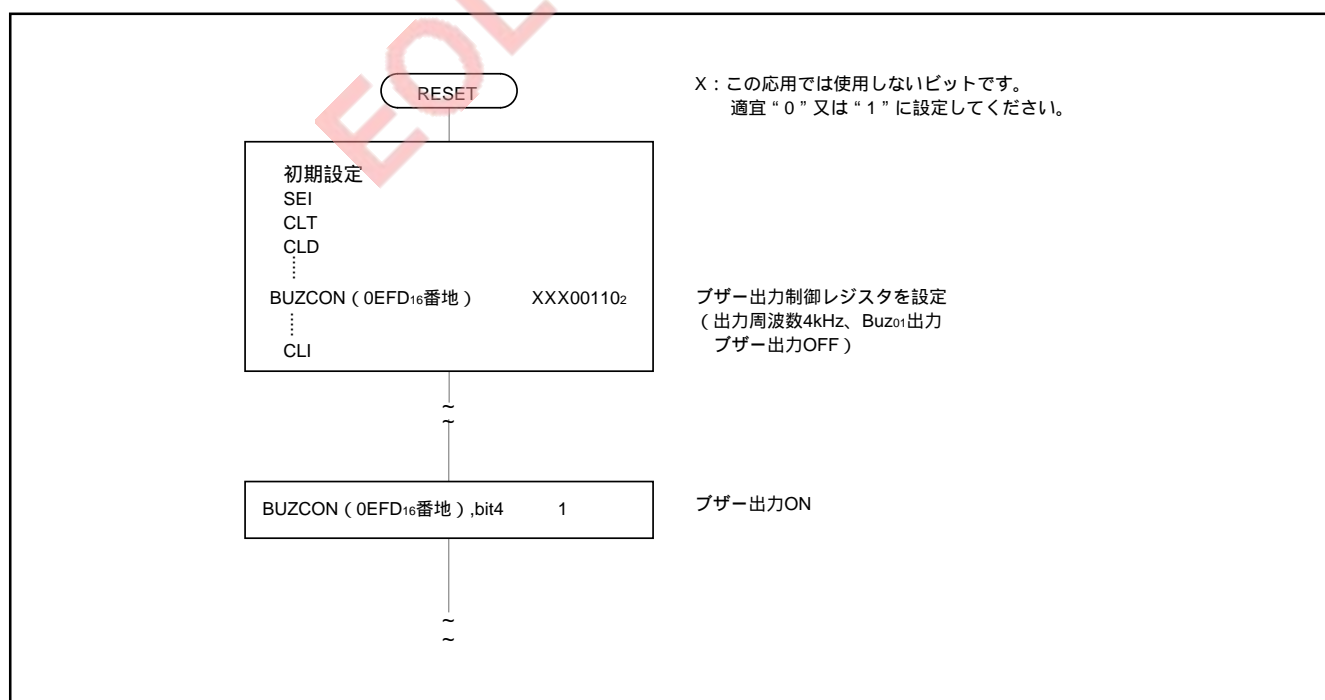 EOL
RESET
X：この応用では使用しないビットです。
適宜“0”又は“1”に設定してください。
初期設定
SEI
CLT
CLD
BUZCON（0EFD16番地） XXX001102
ブザー出力制御レジスタを設定
（出力周波数4kHz、Buz01出力
ブザー出力OFF）
CLI
~
~
BUZCON（0EFD16番地）,bit4 1
ブザー出力ON
~
~